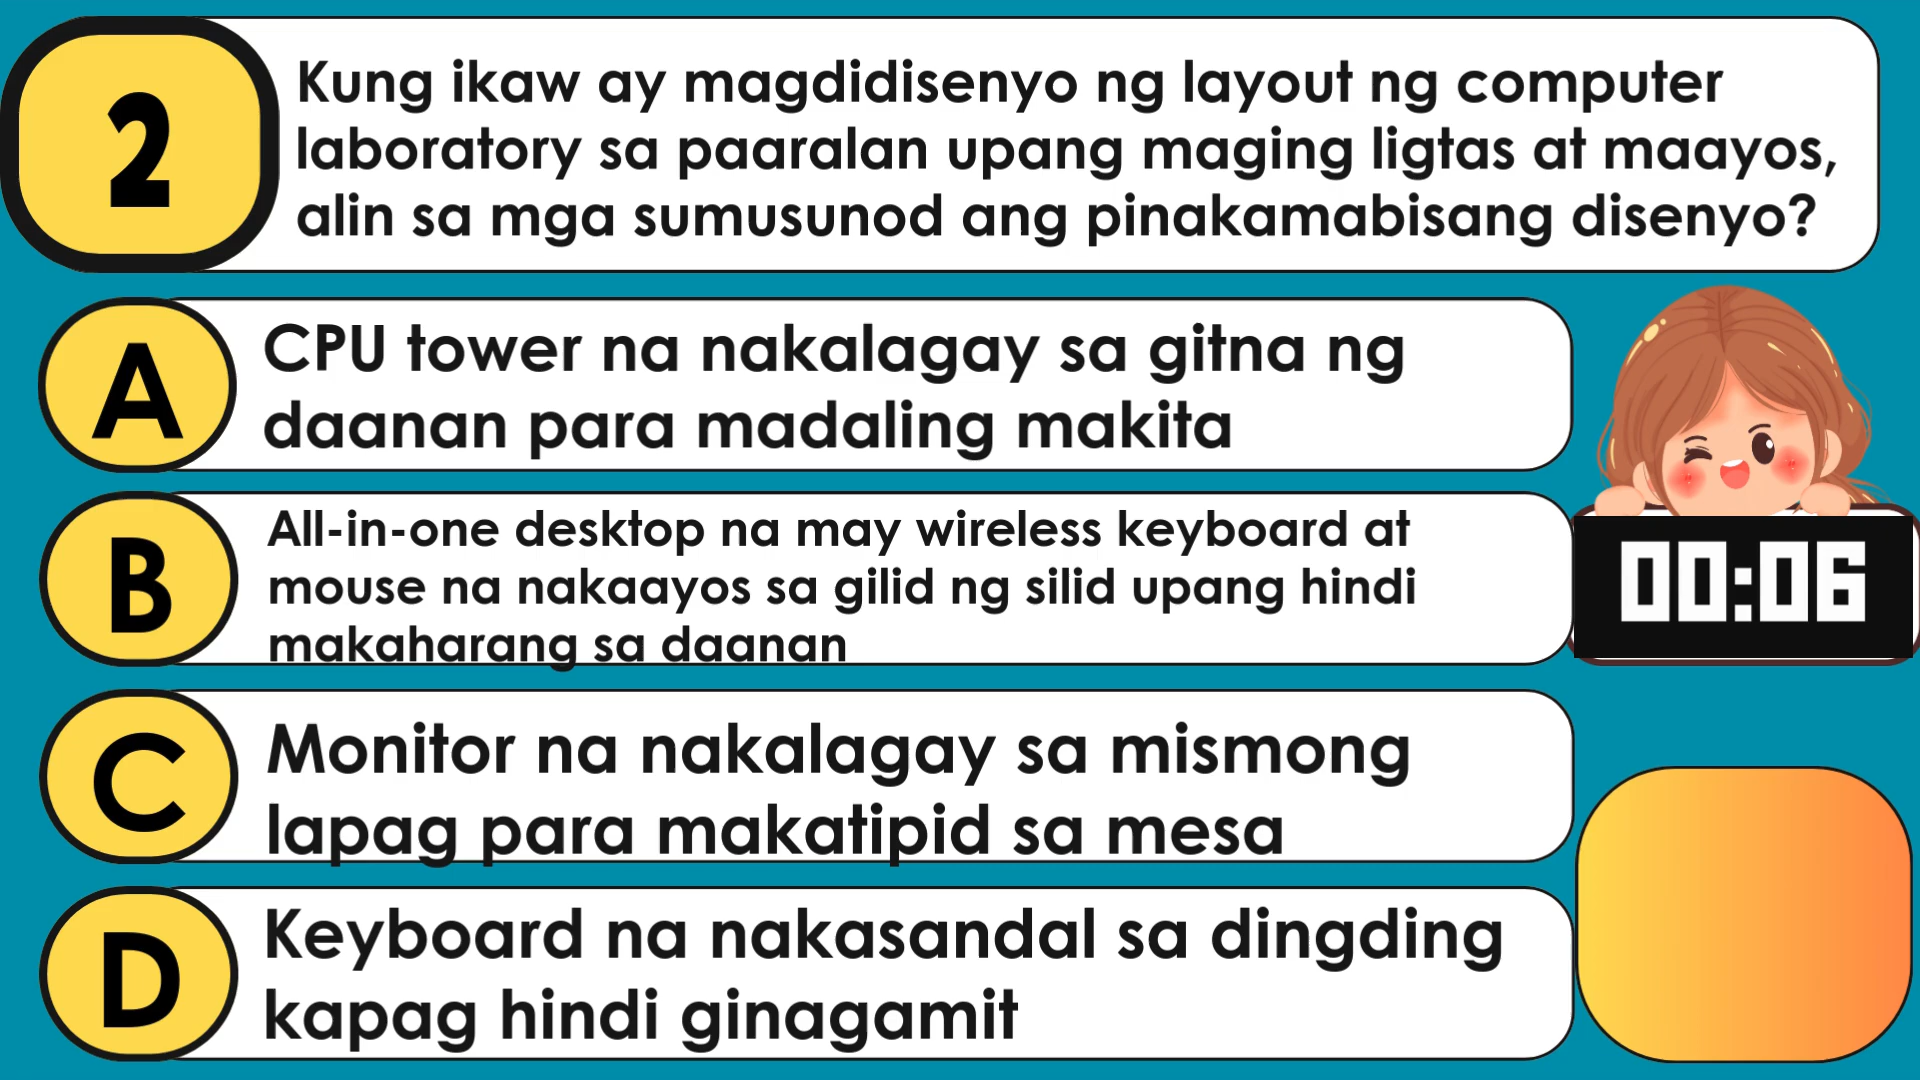 2
Kung ikaw ay magdidisenyo ng layout ng computer
laboratory sa paaralan upang maging ligtas at maayos,
alin sa mga sumusunod ang pinakamabisang disenyo?
A
CPU tower na nakalagay sa gitna ng
daanan para madaling makita
B
All-in-one desktop na may wireless keyboard at
mouse na nakaayos sa gilid ng silid upang hindi
makaharang sa daanan
00:06
C
Monitor na nakalagay sa mismong
lapag para makatipid sa mesa
D
Keyboard na nakasandal sa dingding
kapag hindi ginagamit